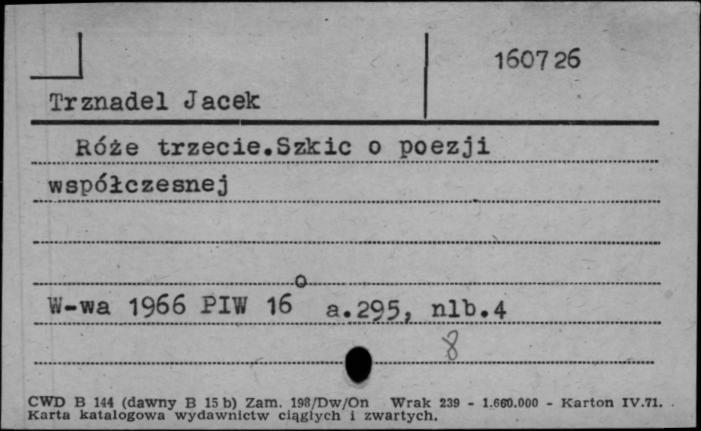 160726
Trznadel Jacek
Róże trzecie.Szkic o poezji
współczesnej
W-wa 1966 PIW 16° a.295, nlb.4
8
CWD B 144 (dawny B 15 b) Zam. 198/Dw/On Wrak 239 - 1.660.000 - Karton IV.71.
Karta katalogowa wydawnictw ciągłych i zwartych.